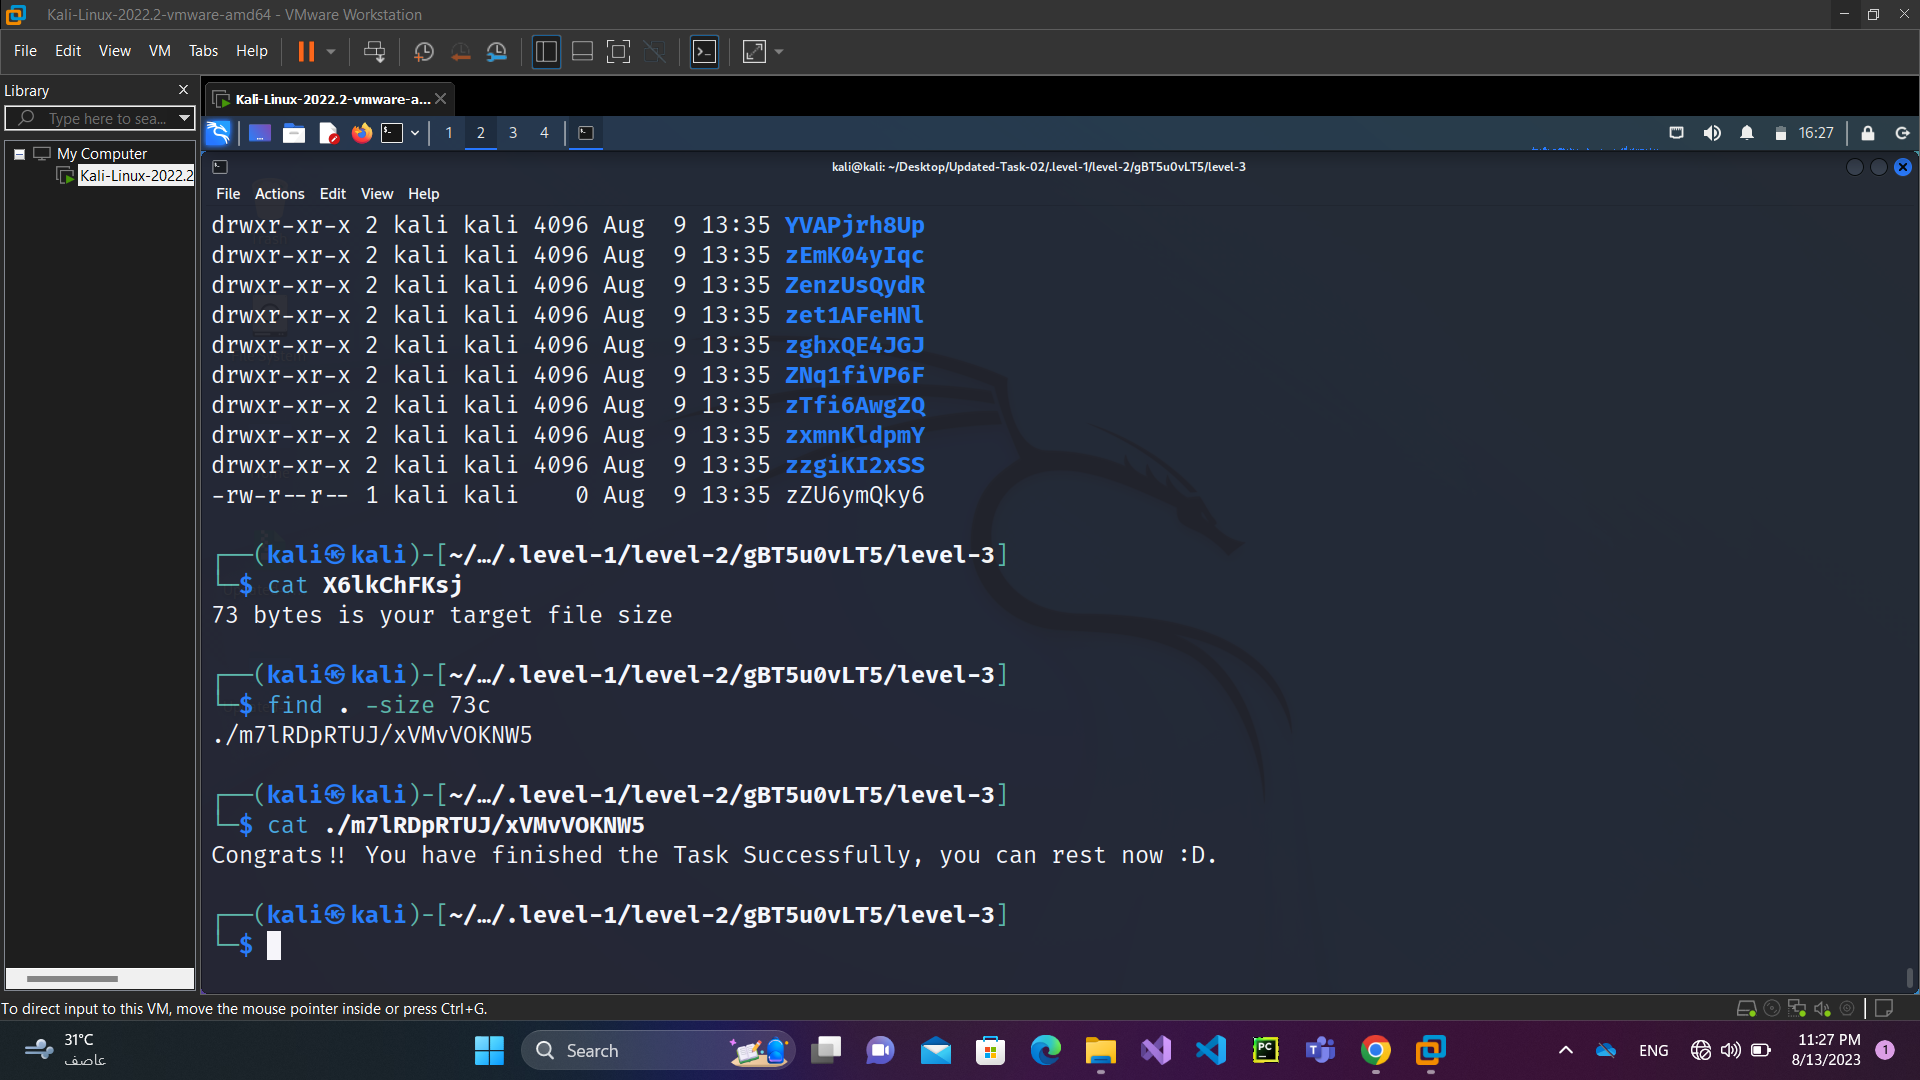 Kali-Linux-2022.2-vmware-amd64 - VMware Workstation
File Edit View VM Tabs Help
Library
Type here to sea...
My Computer
Kali-Linux-2022.2
Kali-Linux-2022.2-vmware-a...
1 2 3 4
16:27
kali@kali: ~/Desktop/Updated-Task-02/.level-1/level-2/gBT5u0vLT5/level-3
File Actions Edit View Help
drwxr-xr-x 2 kali kali 4096 Aug  9 13:35 YVAPjrh8Up
drwxr-xr-x 2 kali kali 4096 Aug  9 13:35 zEmK04yIqc
drwxr-xr-x 2 kali kali 4096 Aug  9 13:35 ZenzUsQydR
drwxr-xr-x 2 kali kali 4096 Aug  9 13:35 zet1AFeHNl
drwxr-xr-x 2 kali kali 4096 Aug  9 13:35 zghxQE4JGJ
drwxr-xr-x 2 kali kali 4096 Aug  9 13:35 ZNq1fiVP6F
drwxr-xr-x 2 kali kali 4096 Aug  9 13:35 zTfi6AwgZQ
drwxr-xr-x 2 kali kali 4096 Aug  9 13:35 zxmnKldpmY
drwxr-xr-x 2 kali kali 4096 Aug  9 13:35 zzgiKI2xSS
-rw-r--r-- 1 kali kali    0 Aug  9 13:35 zZU6ymQky6
┌──(kali㉿kali)-[~/…/.level-1/level-2/gBT5u0vLT5/level-3]
└─$ cat X6lkChFKsj
73 bytes is your target file size
┌──(kali㉿kali)-[~/…/.level-1/level-2/gBT5u0vLT5/level-3]
└─$ find . -size 73c
./m7lRDpRTUJ/xVMvVOKNW5
┌──(kali㉿kali)-[~/…/.level-1/level-2/gBT5u0vLT5/level-3]
└─$ cat ./m7lRDpRTUJ/xVMvVOKNW5
Congrats!! You have finished the Task Successfully, you can rest now :D.
┌──(kali㉿kali)-[~/…/.level-1/level-2/gBT5u0vLT5/level-3]
└─$
To direct input to this VM, move the mouse pointer inside or press Ctrl+G.
31°C
عاصف
Search
PC
ENG
11:27 PM
8/13/2023
1